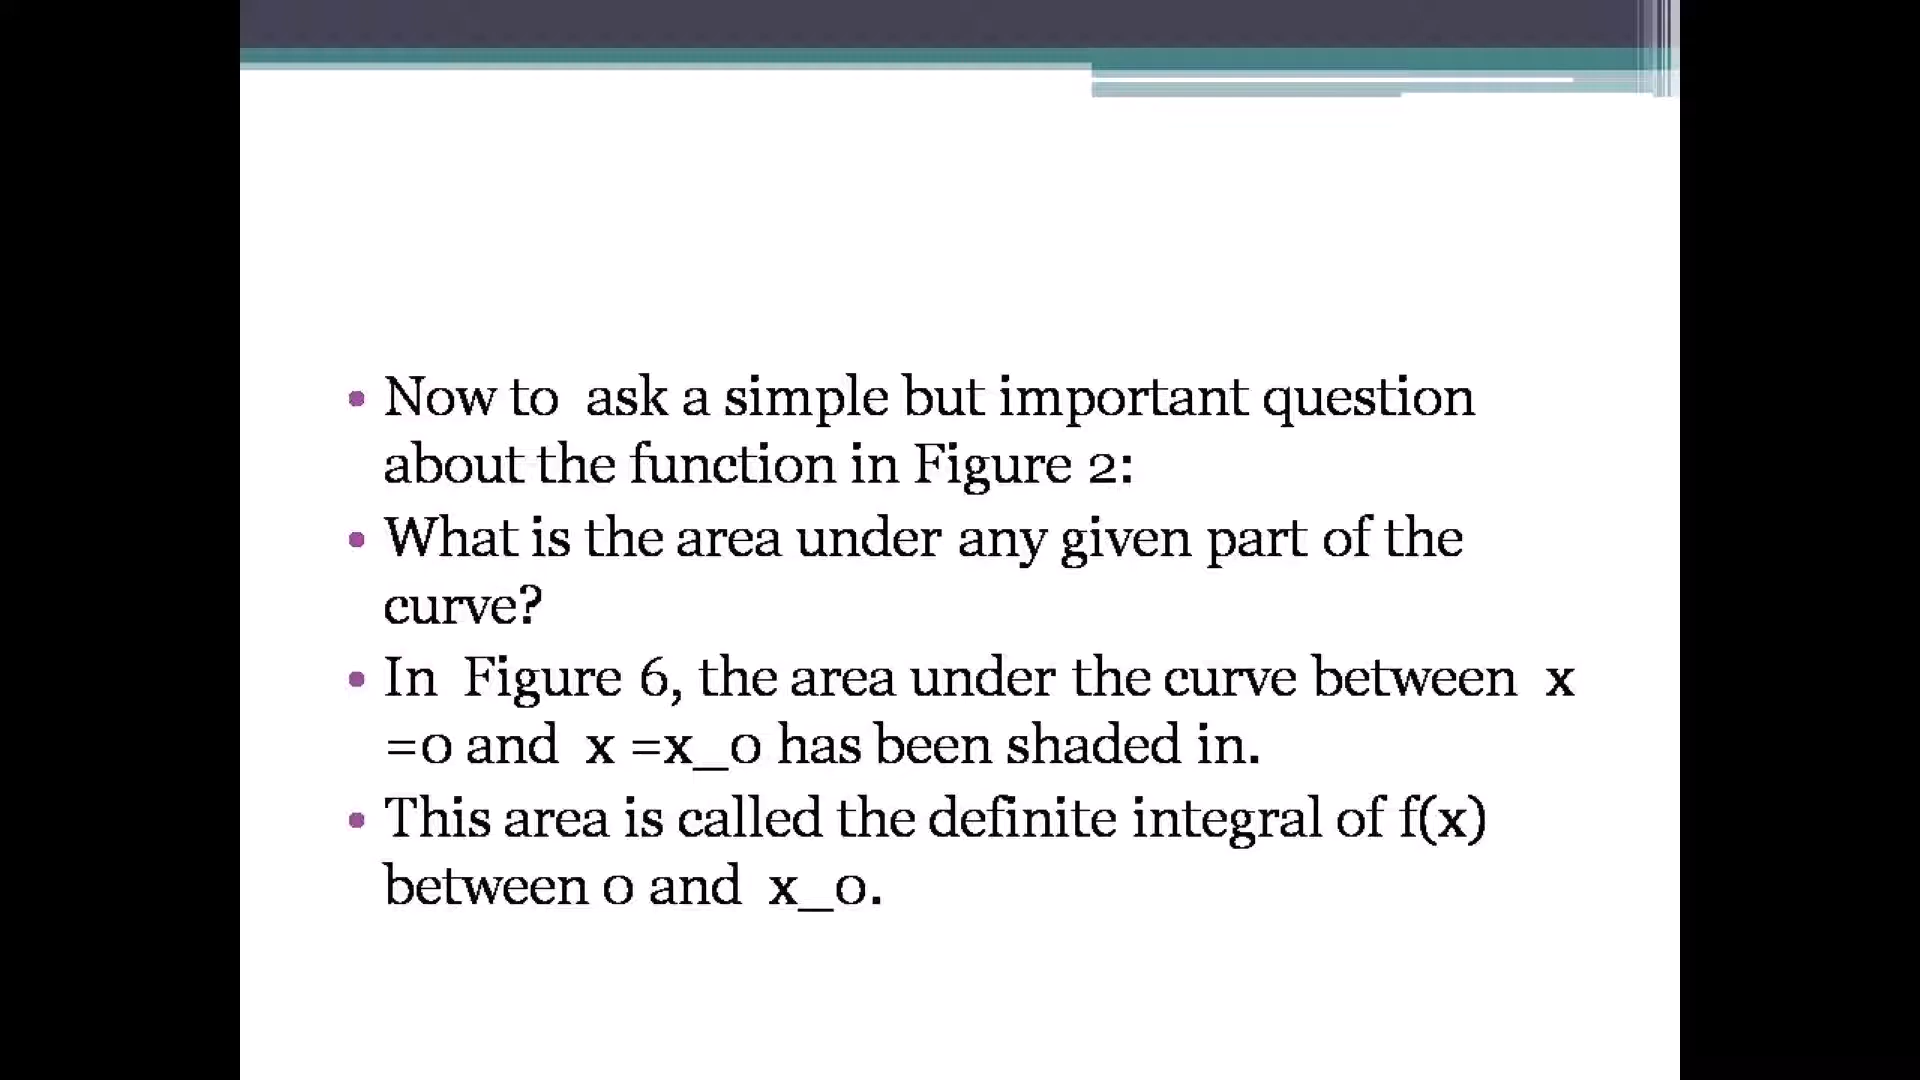 • Now to ask a simple but important question
about the function in Figure 2:
• What is the area under any given part of the
curve?
• In Figure 6, the area under the curve between x
=0 and x =x_0 has been shaded in.
• This area is called the definite integral of f(x)
between 0 and x_0.